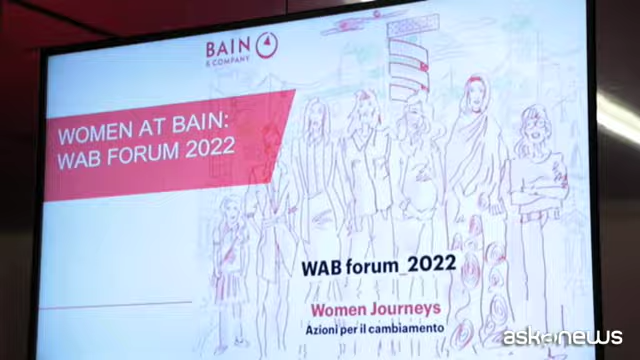 BAIN
& COMPANY
WOMEN AT BAIN:
WAB FORUM 2022
WAB forum_2022
Women Journeys
Azioni per il cambiamento
askanews